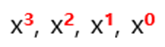 x³, x², x¹, x⁰